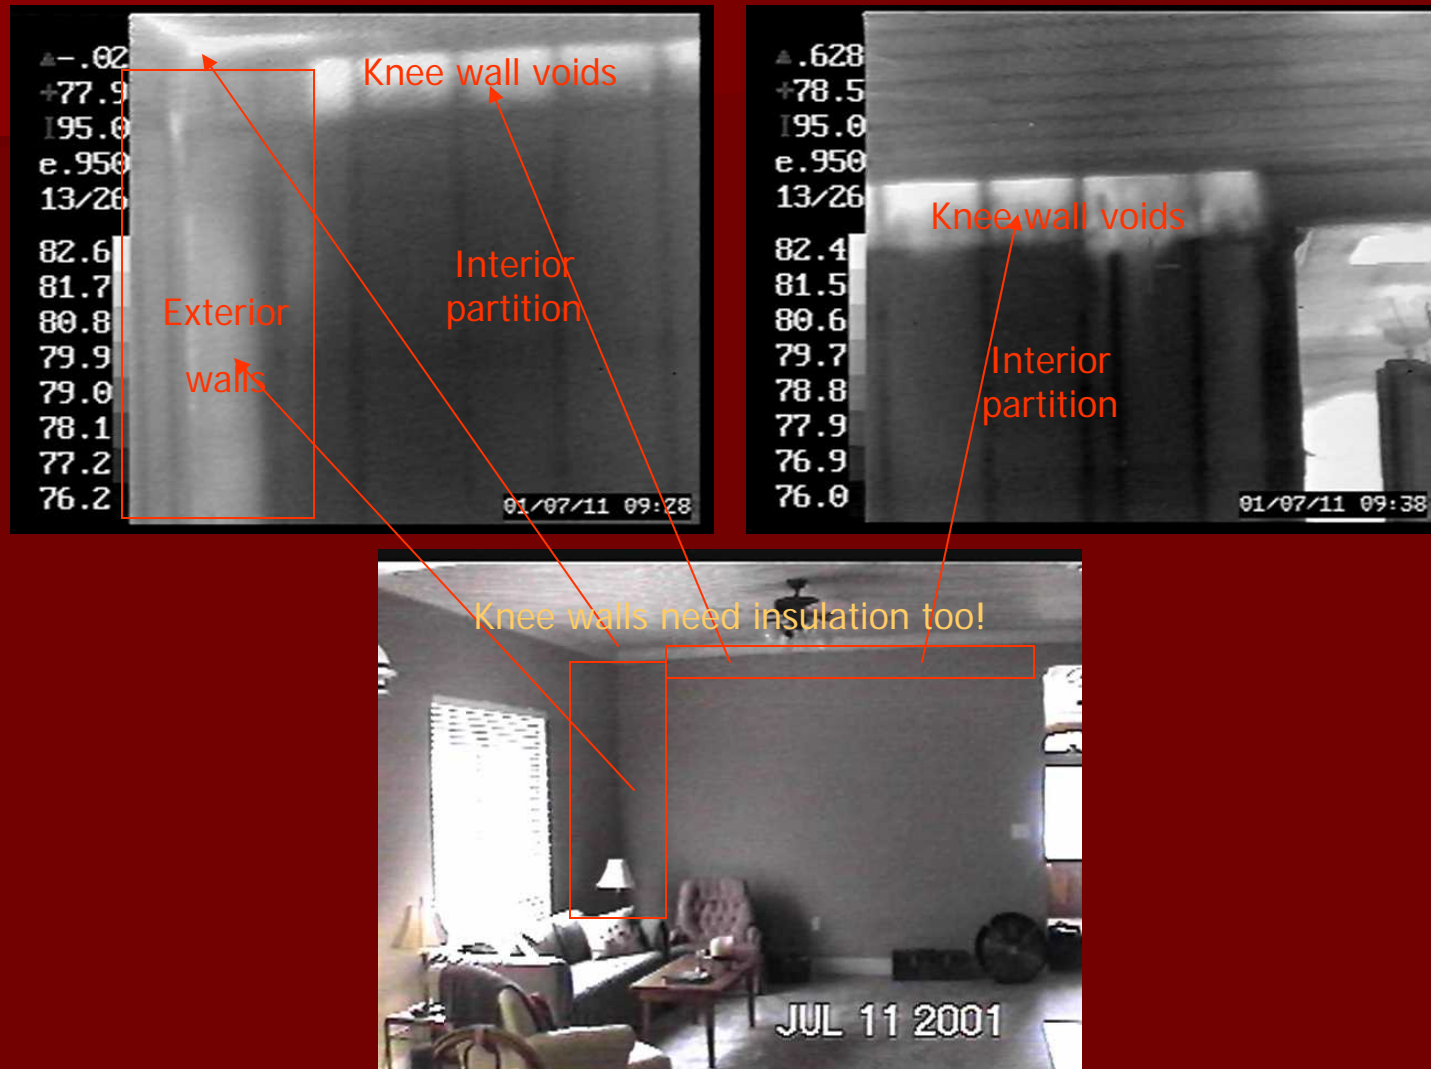 ▲-.02
+77.9
I95.0
e.950
13/26
82.6
81.7
80.8
79.9
79.0
78.1
77.2
76.2
Knee wall voids
Interior
partition
Exterior
walls
01/07/11 09:28
▲.628
+78.5
I95.0
e.950
13/26
82.4
81.5
80.6
79.7
78.8
77.9
76.9
76.0
Knee wall voids
Interior
partition
01/07/11 09:38
Knee walls need insulation too!
JUL 11 2001